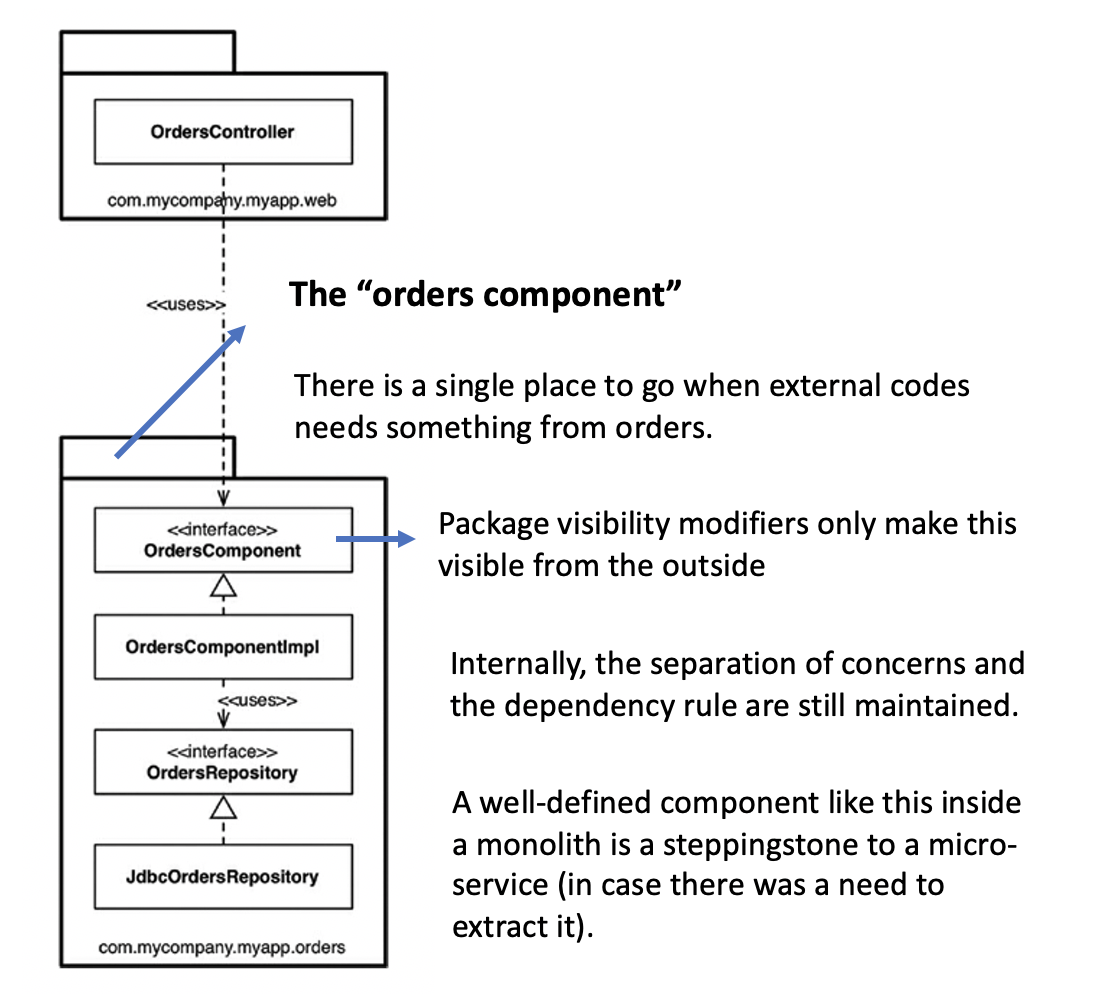 OrdersController
com.mycompany.myapp.web
<<uses>>
The “orders component”
There is a single place to go when external codes
needs something from orders.
<<interface>>
OrdersComponent
Package visibility modifiers only make this
visible from the outside
OrdersComponentImpl
<<uses>>
Internally, the separation of concerns and
the dependency rule are still maintained.
<<interface>>
OrdersRepository
A well-defined component like this inside
a monolith is a steppingstone to a micro-
service (in case there was a need to
extract it).
JdbcOrdersRepository
com.mycompany.myapp.orders